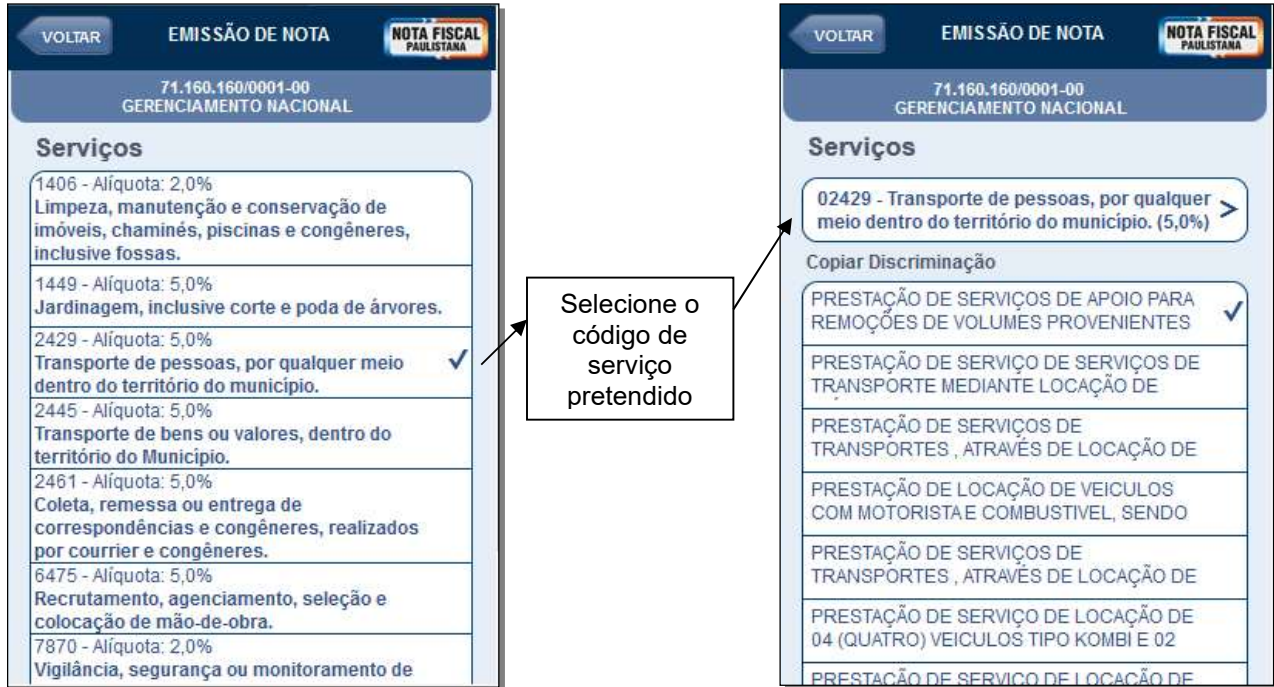 VOLTAR
EMISSÃO DE NOTA
NOTA FISCAL
PAULISTANA
71.160.160/0001-00
GERENCIAMENTO NACIONAL
Serviços
1406 - Alíquota: 2,0%
Limpeza, manutenção e conservação de
imóveis, chaminés, piscinas e congêneres,
inclusive fossas.
1449 - Alíquota: 5,0%
Jardinagem, inclusive corte e poda de árvores.
2429 - Alíquota: 5,0%
Transporte de pessoas, por qualquer meio
dentro do território do município.
2445 - Alíquota: 5,0%
Transporte de bens ou valores, dentro do
território do Município.
2461 - Alíquota: 5,0%
Coleta, remessa ou entrega de
correspondências e congêneres, realizados
por courrier e congêneres.
6475 - Alíquota: 5,0%
Recrutamento, agenciamento, seleção e
colocação de mão-de-obra.
7870 - Alíquota: 2,0%
Vigilância, segurança ou monitoramento de
Selecione o
código de
serviço
pretendido
VOLTAR
EMISSÃO DE NOTA
NOTA FISCAL
PAULISTANA
71.160.160/0001-00
GERENCIAMENTO NACIONAL
Serviços
02429 - Transporte de pessoas, por qualquer
meio dentro do território do município. (5,0%)
>
Copiar Discriminação
PRESTAÇÃO DE SERVIÇOS DE APOIO PARA
REMOÇÕES DE VOLUMES PROVENIENTES
PRESTAÇÃO DE SERVIÇO DE SERVIÇOS DE
TRANSPORTE MEDIANTE LOCAÇÃO DE
PRESTAÇÃO DE SERVIÇOS DE
TRANSPORTES , ATRAVÉS DE LOCAÇÃO DE
PRESTAÇÃO DE LOCAÇÃO DE VEICULOS
COM MOTORISTA E COMBUSTIVEL, SENDO
PRESTAÇÃO DE SERVIÇOS DE
TRANSPORTES , ATRAVÉS DE LOCAÇÃO DE
PRESTAÇÃO DE SERVIÇO DE LOCAÇÃO DE
04 (QUATRO) VEICULOS TIPO KOMBI E 02
PRESTAÇÃO DE SERVIÇO DE LOCAÇÃO DE